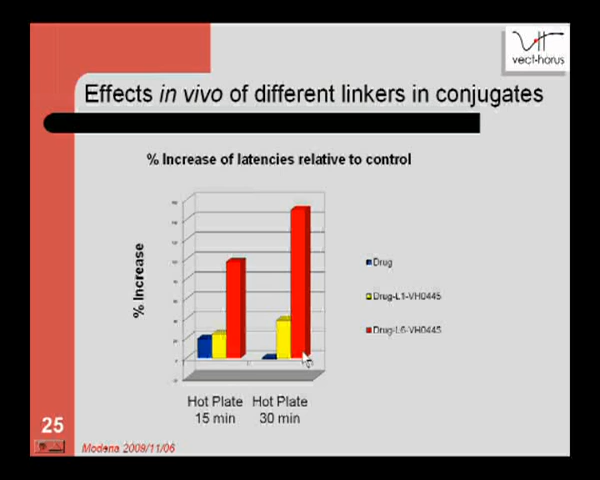 vect-horus
Effects in vivo of different linkers in conjugates
% Increase of latencies relative to control
% Increase
Drug
Drug-L1-VH0445
Drug-L6-VH0445
Hot Plate Hot Plate
15 min 30 min
25
Modena 2009/11/06